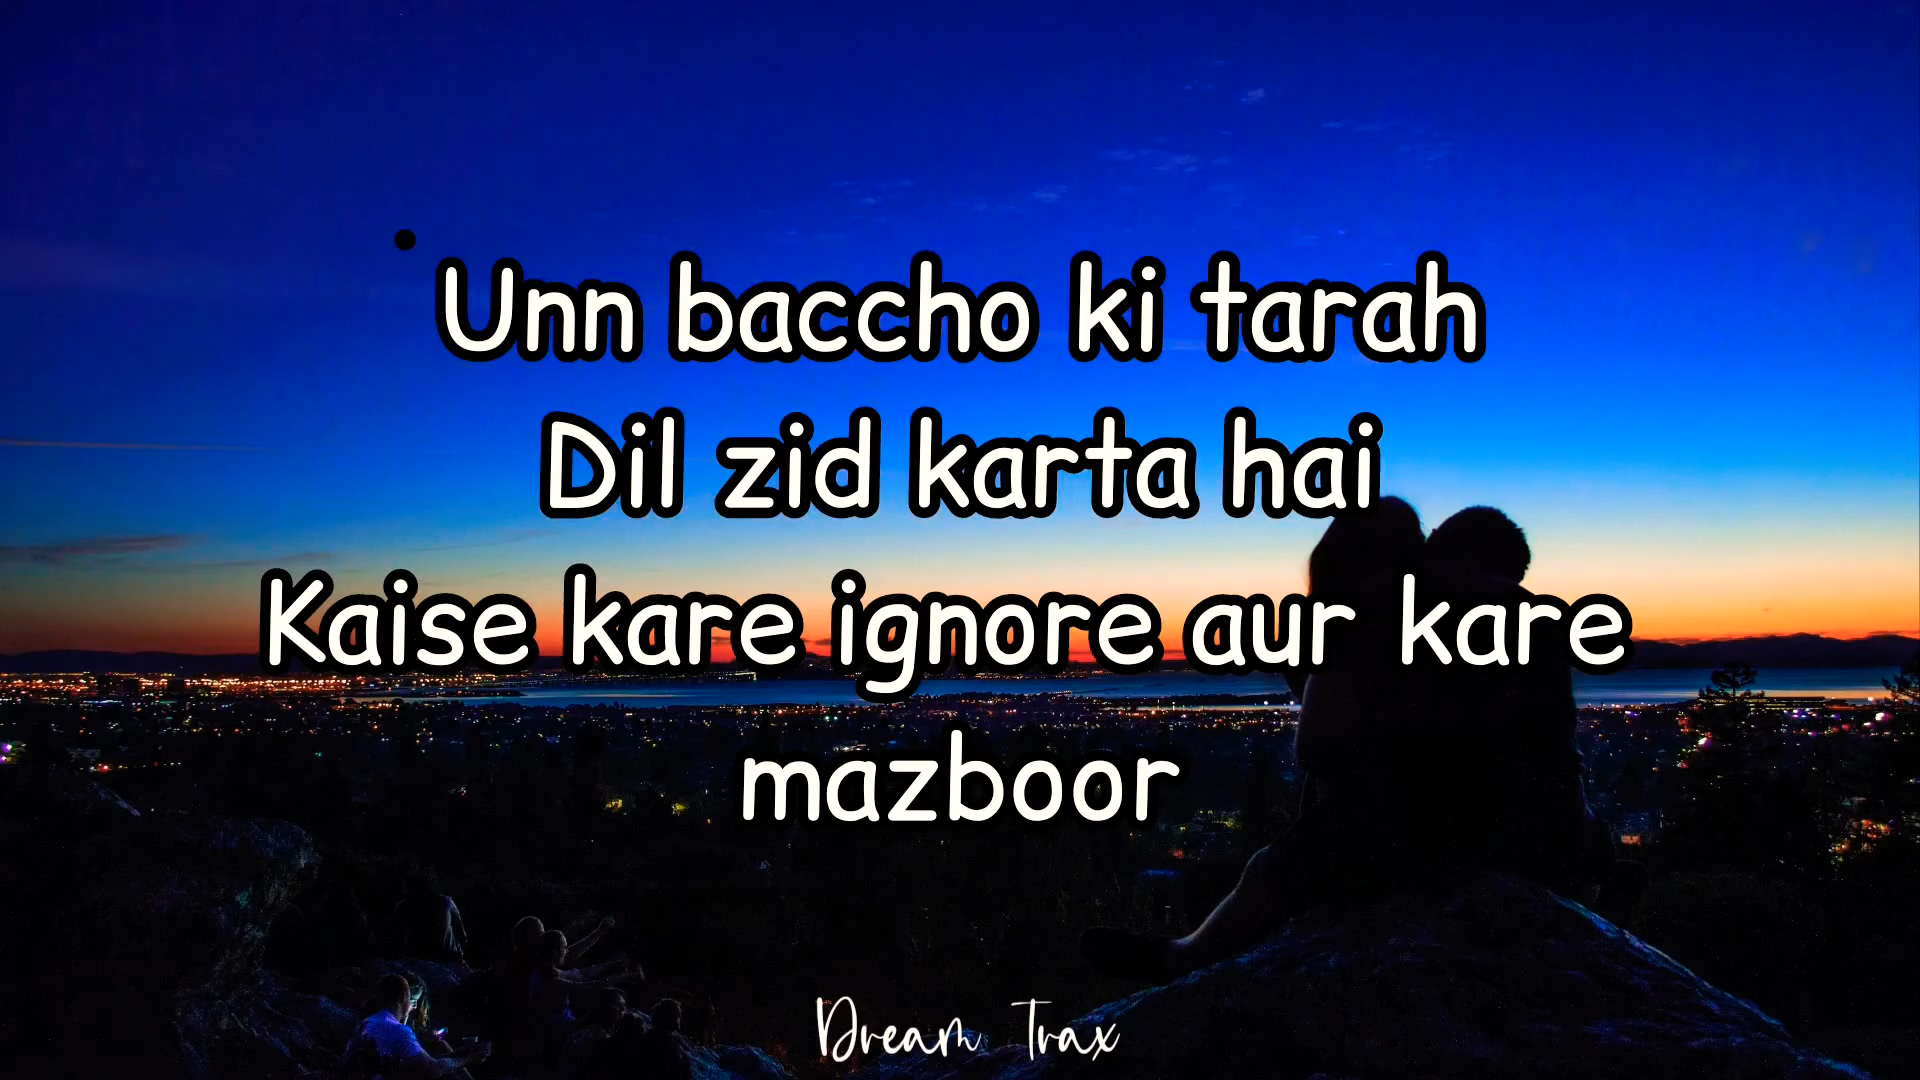 Unn baccho ki tarah
Dil zid karta hai
Kaise kare ignore aur kare
mazboor
Dream Trax